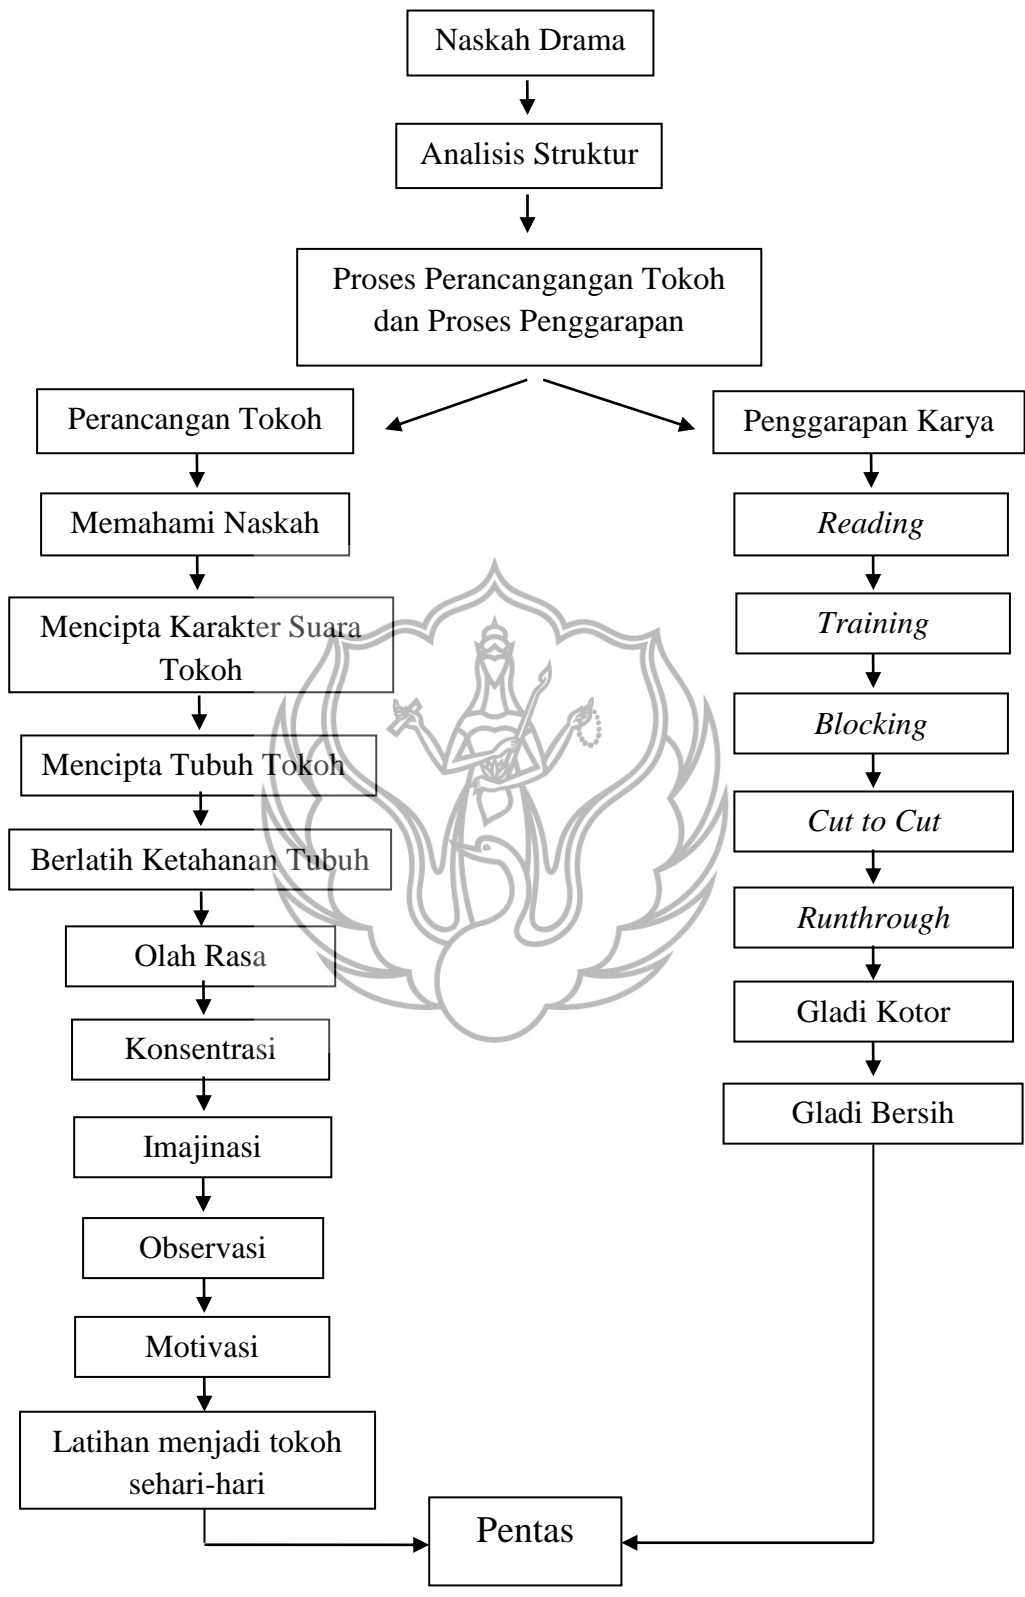 Naskah Drama
Analisis Struktur
Proses Perancangangan Tokoh
dan Proses Penggarapan
Perancangan Tokoh
Memahami Naskah
Mencipta Karakter Suara
Tokoh
Mencipta Tubuh Tokoh
Berlatih Ketahanan Tubuh
Olah Rasa
Konsentrasi
Imajinasi
Observasi
Motivasi
Latihan menjadi tokoh
sehari-hari
Penggarapan Karya
Reading
Training
Blocking
Cut to Cut
Runthrough
Gladi Kotor
Gladi Bersih
Pentas